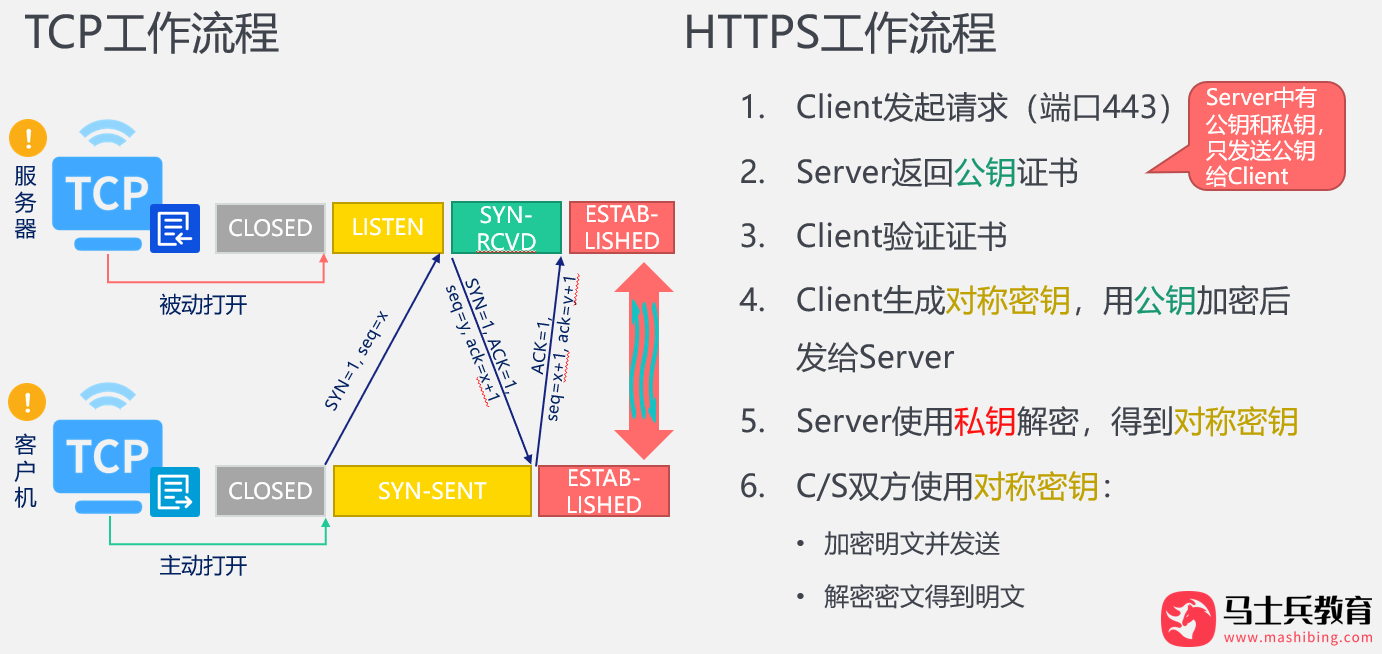 TCP工作流程
!
服务器
TCP
CLOSED
LISTEN
SYN-
RCVD
ESTAB-
LISHED
被动打开
SYN=1, seq=x
SYN=1, ACK=1,
seq=y, ack=x+1
ACK=1,
seq=x+1, ack=y+1
!
客户机
TCP
CLOSED
SYN-SENT
ESTAB-
LISHED
主动打开
HTTPS工作流程
1. Client发起请求（端口443）
Server中有
公钥和私钥，
只发送公钥
给Client
2. Server返回公钥证书
3. Client验证证书
4. Client生成对称密钥，用公钥加密后
发给Server
5. Server使用私钥解密，得到对称密钥
6. C/S双方使用对称密钥：
• 加密明文并发送
• 解密密文得到明文
马士兵教育
www.mashibing.com